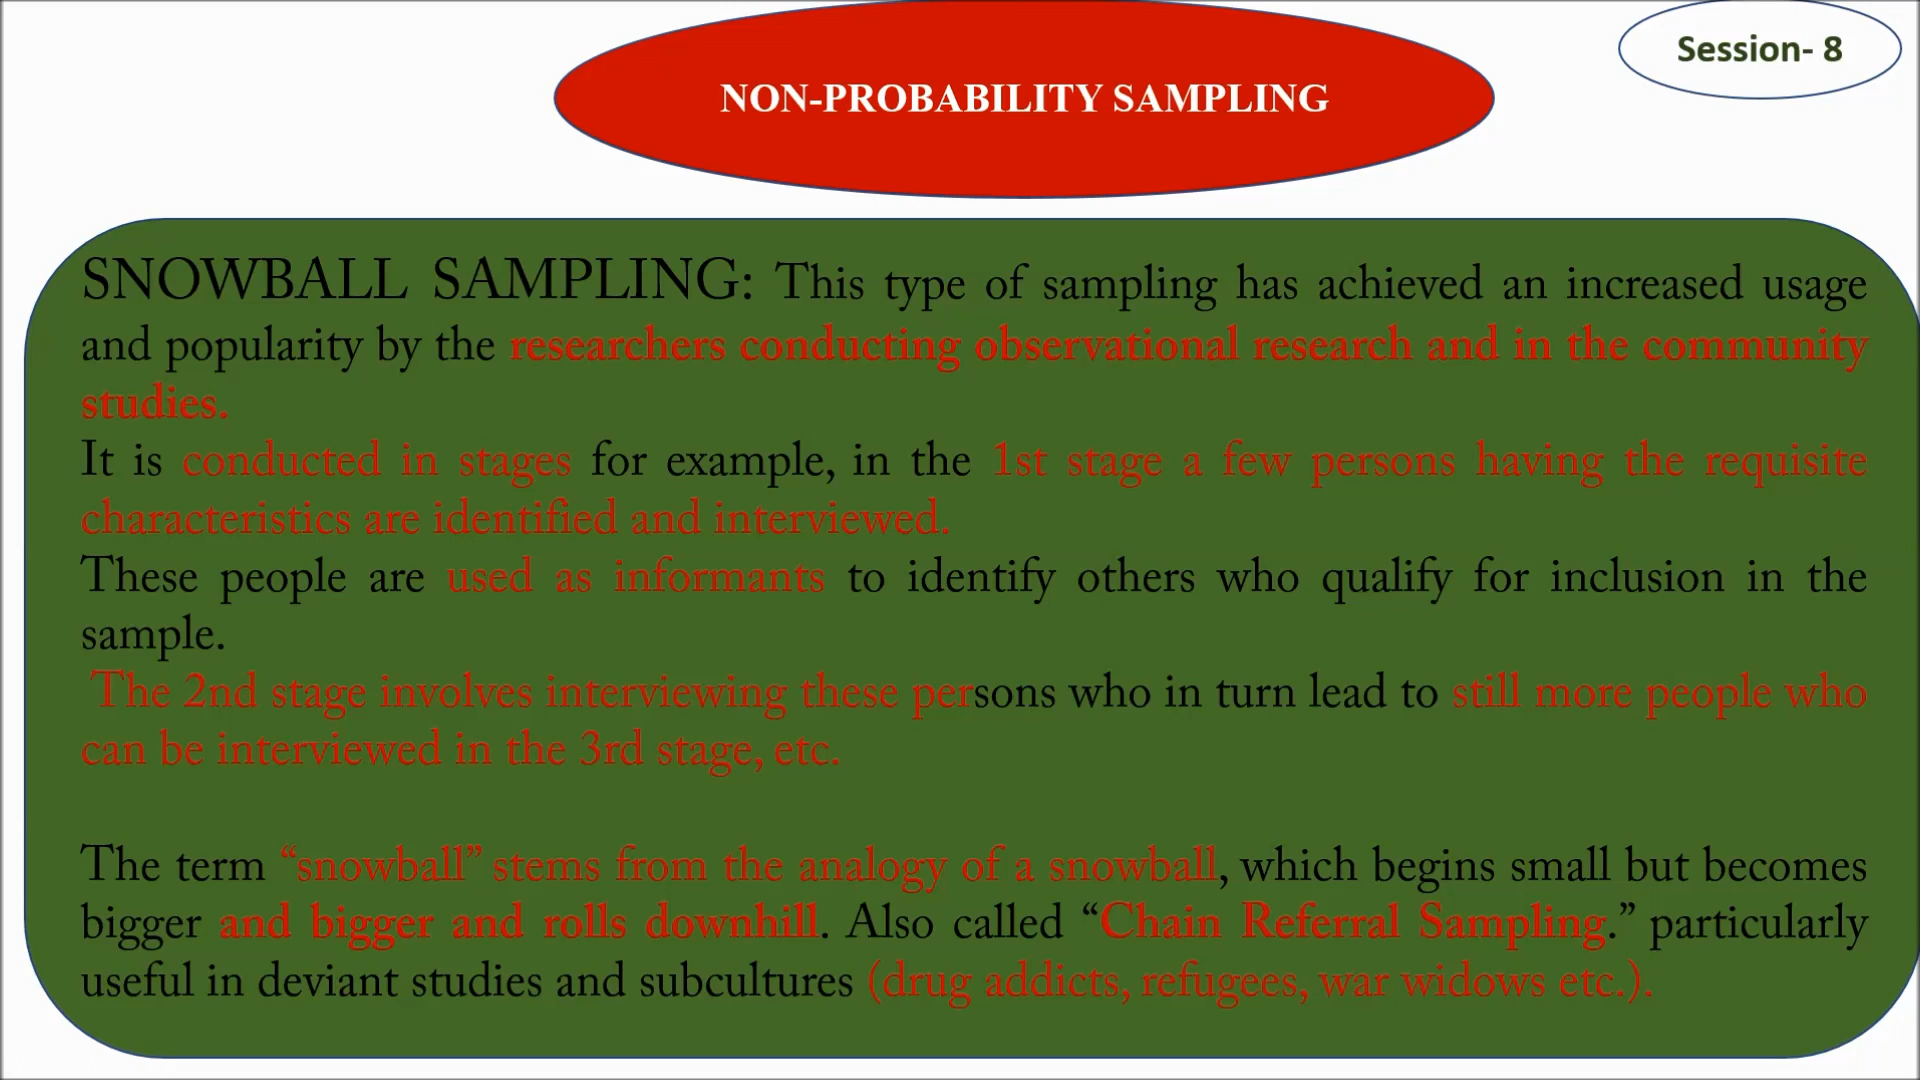 Session- 8
NON-PROBABILITY SAMPLING
SNOWBALL SAMPLING: This type of sampling has achieved an increased usage
and popularity by the researchers conducting observational research and in the community
studies.
It is conducted in stages for example, in the 1st stage a few persons having the requisite
characteristics are identified and interviewed.
These people are used as informants to identify others who qualify for inclusion in the
sample.
The 2nd stage involves interviewing these persons who in turn lead to still more people who
can be interviewed in the 3rd stage, etc.
The term “snowball” stems from the analogy of a snowball, which begins small but becomes
bigger and bigger and rolls downhill. Also called “Chain Referral Sampling.” particularly
useful in deviant studies and subcultures (drug addicts, refugees, war widows etc.).